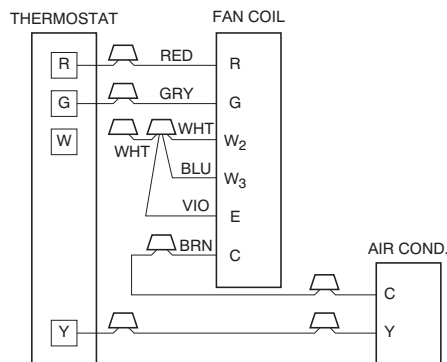 THERMOSTAT FAN COIL
R RED R
G GRY G
W WHT WHT W2
BLU W3
VIO E
BRN C
AIR COND.
C
Y Y